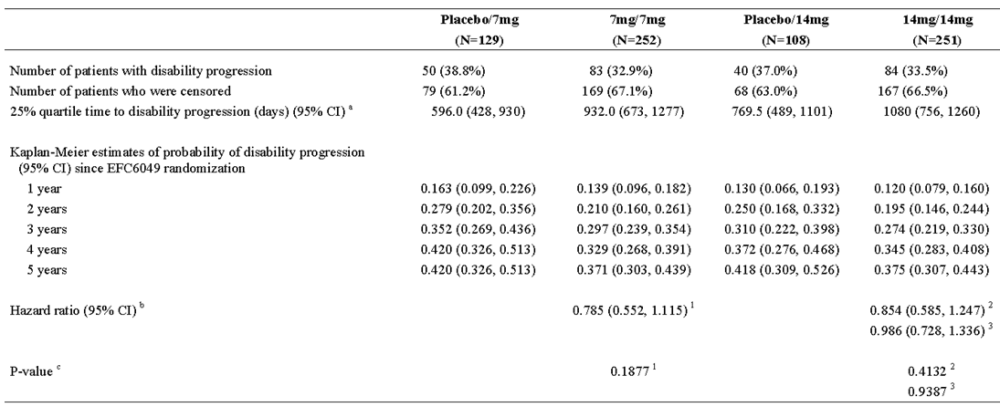 Placebo/7mg 7mg/7mg Placebo/14mg 14mg/14mg
(N=129) (N=252) (N=108) (N=251)
Number of patients with disability progression 50 (38.8%) 83 (32.9%) 40 (37.0%) 84 (33.5%)
Number of patients who were censored 79 (61.2%) 169 (67.1%) 68 (63.0%) 167 (66.5%)
25% quartile time to disability progression (days) (95% CI) a 596.0 (428, 930) 932.0 (673, 1277) 769.5 (489, 1101) 1080 (756, 1260)
Kaplan-Meier estimates of probability of disability progression
(95% CI) since EFC6049 randomization
1 year 0.163 (0.099, 0.226) 0.139 (0.096, 0.182) 0.130 (0.066, 0.193) 0.120 (0.079, 0.160)
2 years 0.279 (0.202, 0.356) 0.210 (0.160, 0.261) 0.250 (0.168, 0.332) 0.195 (0.146, 0.244)
3 years 0.352 (0.269, 0.436) 0.297 (0.239, 0.354) 0.310 (0.222, 0.398) 0.274 (0.219, 0.330)
4 years 0.420 (0.326, 0.513) 0.329 (0.268, 0.391) 0.372 (0.276, 0.468) 0.345 (0.283, 0.408)
5 years 0.420 (0.326, 0.513) 0.371 (0.303, 0.439) 0.418 (0.309, 0.526) 0.375 (0.307, 0.443)
Hazard ratio (95% CI) b 0.785 (0.552, 1.115) 1 0.854 (0.585, 1.247) 2
0.986 (0.728, 1.336) 3
P-value c 0.1877 1 0.4132 2
0.9387 3